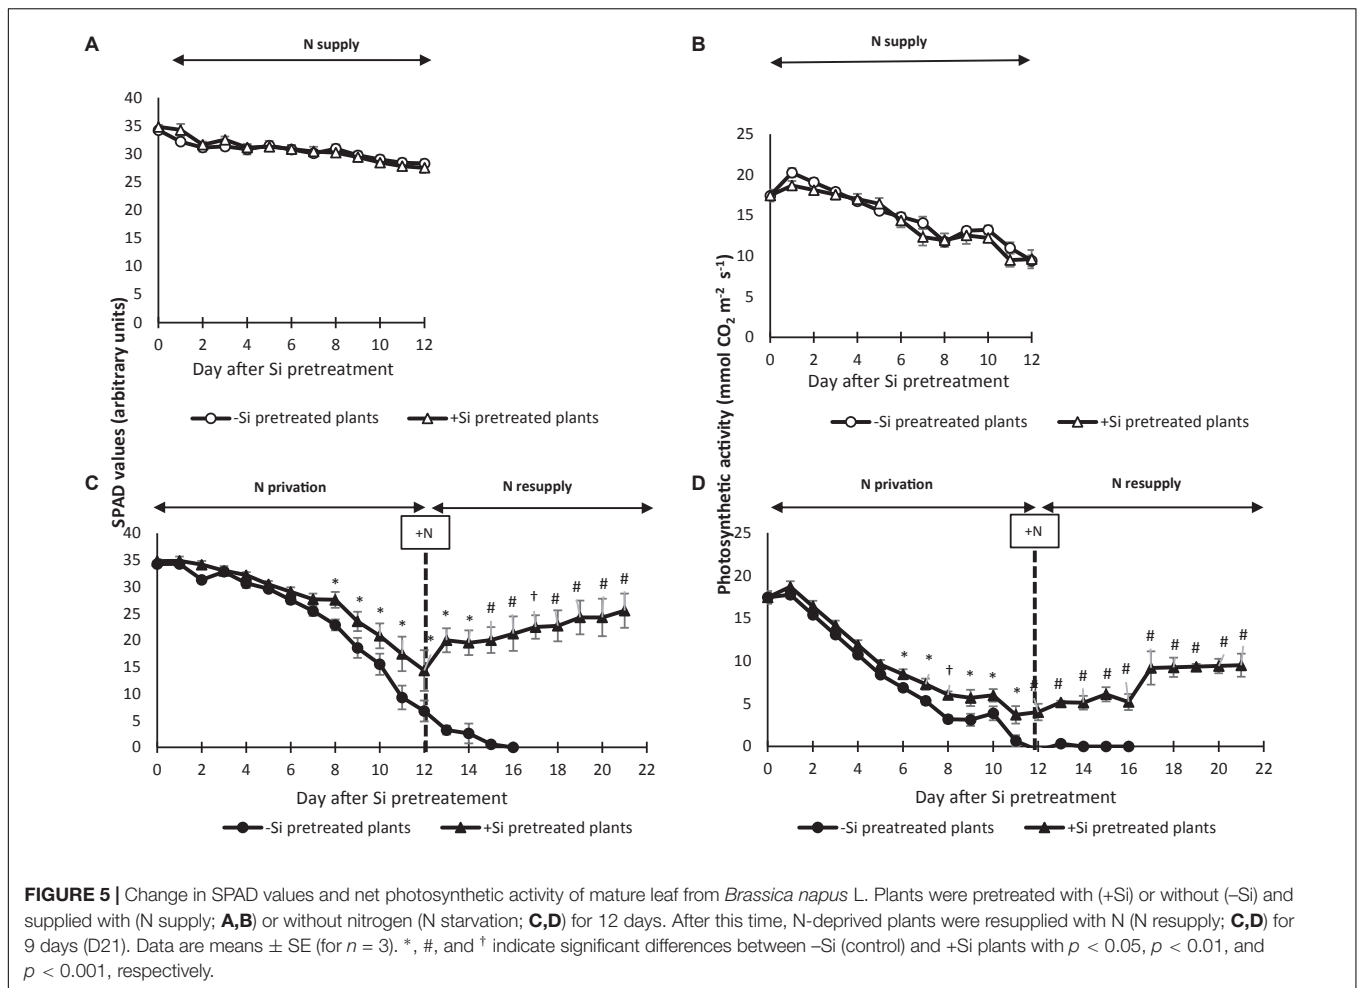 A
N supply
40
35
30
25
20
15
10
5
0
0 2 4 6 8 10 12
Day after Si pretreatment
-Si pretreated plants +Si pretreated plants
SPAD values (arbitrary units)
B
N supply
25
20
15
10
5
0
0 2 4 6 8 10 12
Day after Si pretreatment
-Si preatreated plants +Si pretreated plants
Photosynthetic activity (mmol CO₂ m⁻² s⁻¹)
C
N privation N resupply
+N
40
35
30
25
20
15
10
5
0
* * * * * * * # # † # # # #
0 2 4 6 8 10 12 14 16 18 20 22
Day after Si pretreatement
-Si pretreated plants +Si pretreated plants
D
N privation N resupply
+N
25
20
15
10
5
0
* * † * * * # # # # # # # # # #
0 2 4 6 8 10 12 14 16 18 20 22
Day after Si pretreatment
-Si preatreated plants +Si pretreated plants
FIGURE 5 | Change in SPAD values and net photosynthetic activity of mature leaf from Brassica napus L. Plants were pretreated with (+Si) or without (–Si) and
supplied with (N supply; A,B) or without nitrogen (N starvation; C,D) for 12 days. After this time, N-deprived plants were resupplied with N (N resupply; C,D) for
9 days (D21). Data are means ± SE (for n = 3). *, #, and † indicate significant differences between –Si (control) and +Si plants with p < 0.05, p < 0.01, and
p < 0.001, respectively.